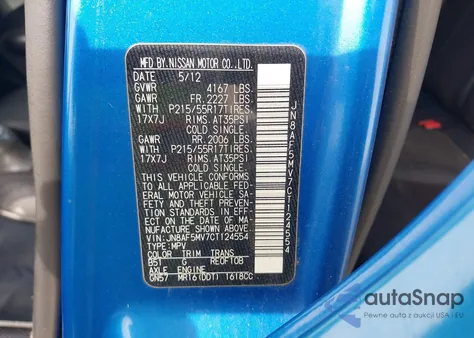 MFD BY NISSAN MOTOR CO., LTD.
DATE 5/12
GVWR 4167 LBS.
GAWR FR. 2227 LBS.
WITH P215/55R17TIRES,
17X7J RIMS. AT35PSI
COLD SINGLE.
GAWR RR. 2006 LBS.
WITH P215/55R17TIRES,
17X7J RIMS. AT35PSI
COLD SINGLE.
THIS VEHICLE CONFORMS
TO ALL APPLICABLE FED-
ERAL MOTOR VEHICLE SA-
FETY AND THEFT PREVEN-
TION STANDARDS IN EFF-
ECT ON THE DATE OF MA-
NUFACTURE SHOWN ABOVE.
VIN: JN8AF5MV7CT124554
TYPE: MPV
COLOR TRIM TRANS
B51 G RE0F10B
AXLE ENGINE
GN57 MR16(DDT) 1618CC
JN8AF5MV7CT124554
autoSnap
Pewne auta z USA i EU